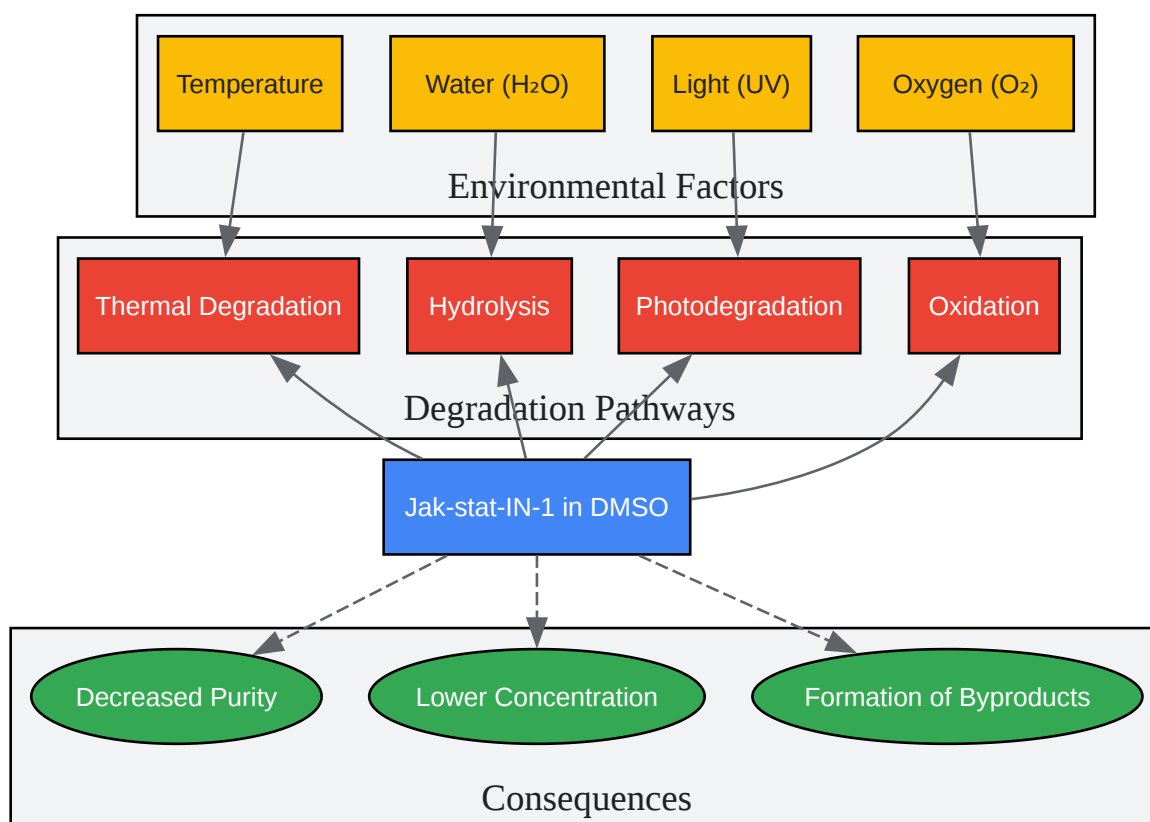 Temperature
Water (H₂O)
Light (UV)
Oxygen (O₂)
Environmental Factors
Thermal Degradation
Hydrolysis
Photodegradation
Oxidation
Degradation Pathways
Jak-stat-IN-1 in DMSO
Decreased Purity
Lower Concentration
Formation of Byproducts
Consequences